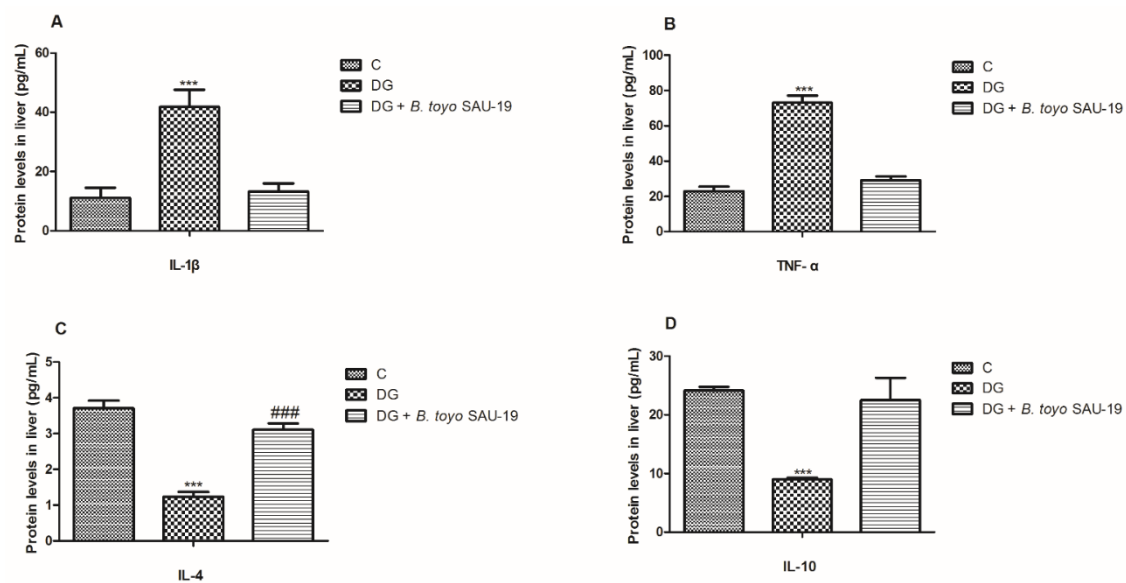 A
Protein levels in liver (pg/mL)
60
40
20
0
***
IL-1β
C
DG
DG + B. toyo SAU-19
B
Protein levels in liver (pg/mL)
100
80
60
40
20
0
***
TNF- α
C
DG
DG + B. toyo SAU-19
C
Protein levels in liver (pg/mL)
5
4
3
2
1
0
***
###
IL-4
C
DG
DG + B. toyo SAU-19
D
Protein levels in liver (pg/mL)
30
20
10
0
***
IL-10
C
DG
DG + B. toyo SAU-19